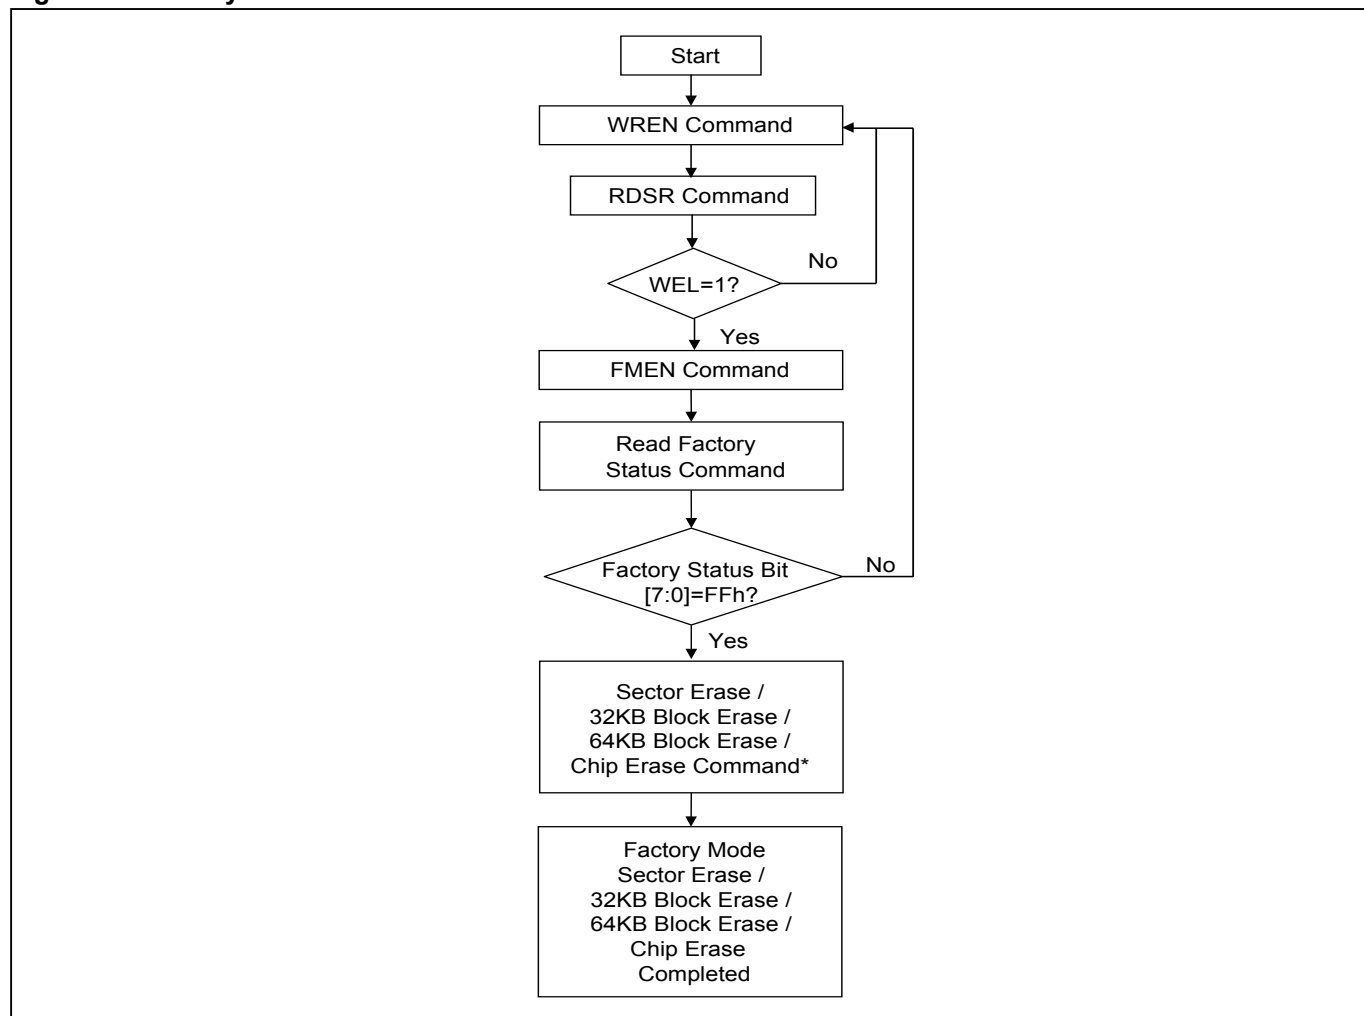 Start
WREN Command
RDSR Command
No
WEL=1?
Yes
FMEN Command
Read Factory
Status Command
Factory Status Bit
[7:0]=FFh?
No
Yes
Sector Erase /
32KB Block Erase /
64KB Block Erase /
Chip Erase Command*
Factory Mode
Sector Erase /
32KB Block Erase /
64KB Block Erase /
Chip Erase
Completed